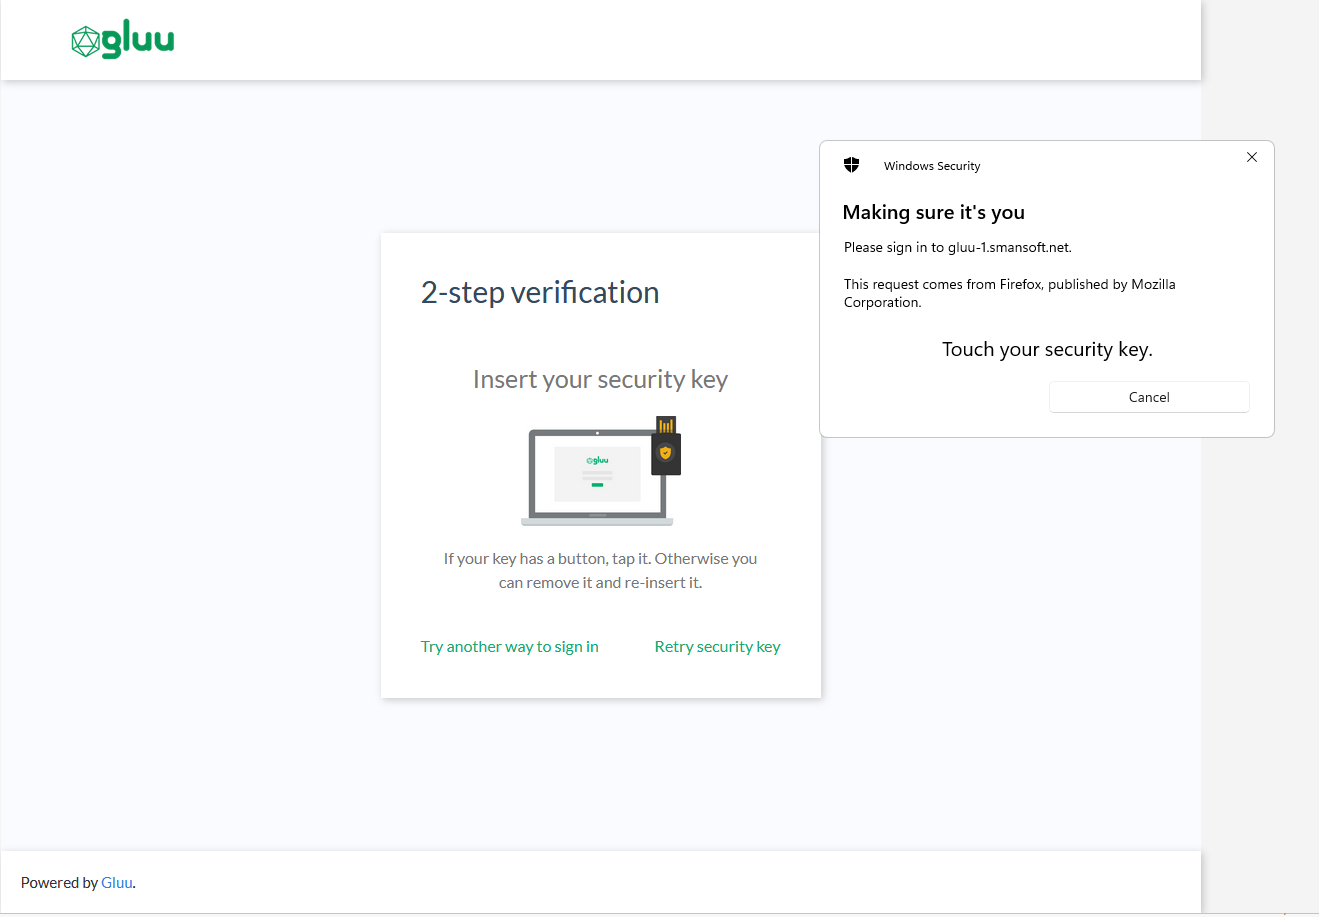 gluu
Windows Security
Making sure it's you
Please sign in to gluu-1.smansoft.net.
This request comes from Firefox, published by Mozilla
Corporation.
Touch your security key.
Cancel
2-step verification
Insert your security key
gluu
If your key has a button, tap it. Otherwise you
can remove it and re-insert it.
Try another way to sign in
Retry security key
Powered by Gluu.